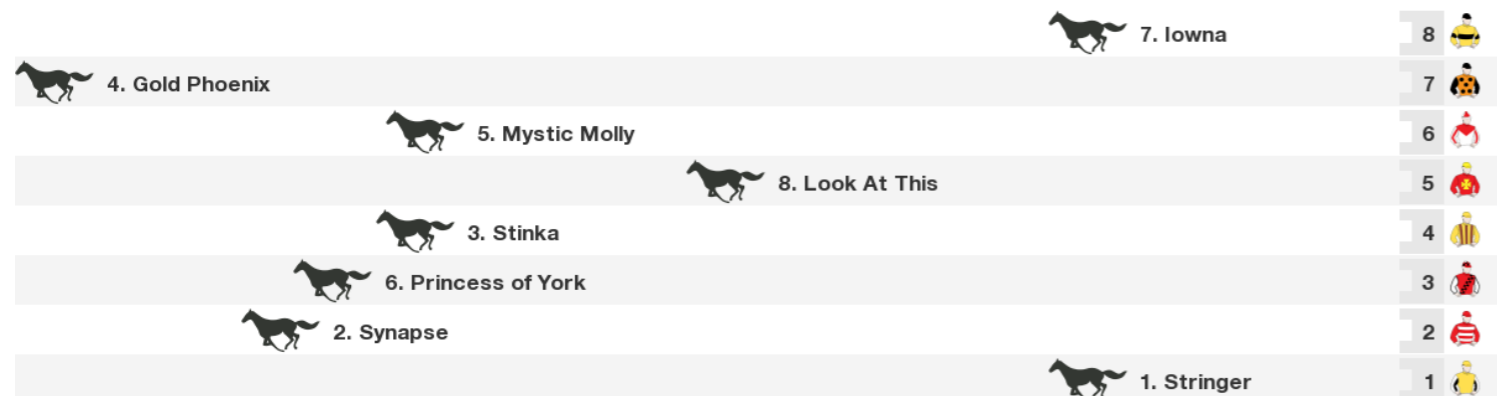 7. Iowna 8
4. Gold Phoenix 7
5. Mystic Molly 6
8. Look At This 5
3. Stinka 4
6. Princess of York 3
2. Synapse 2
1. Stringer 1